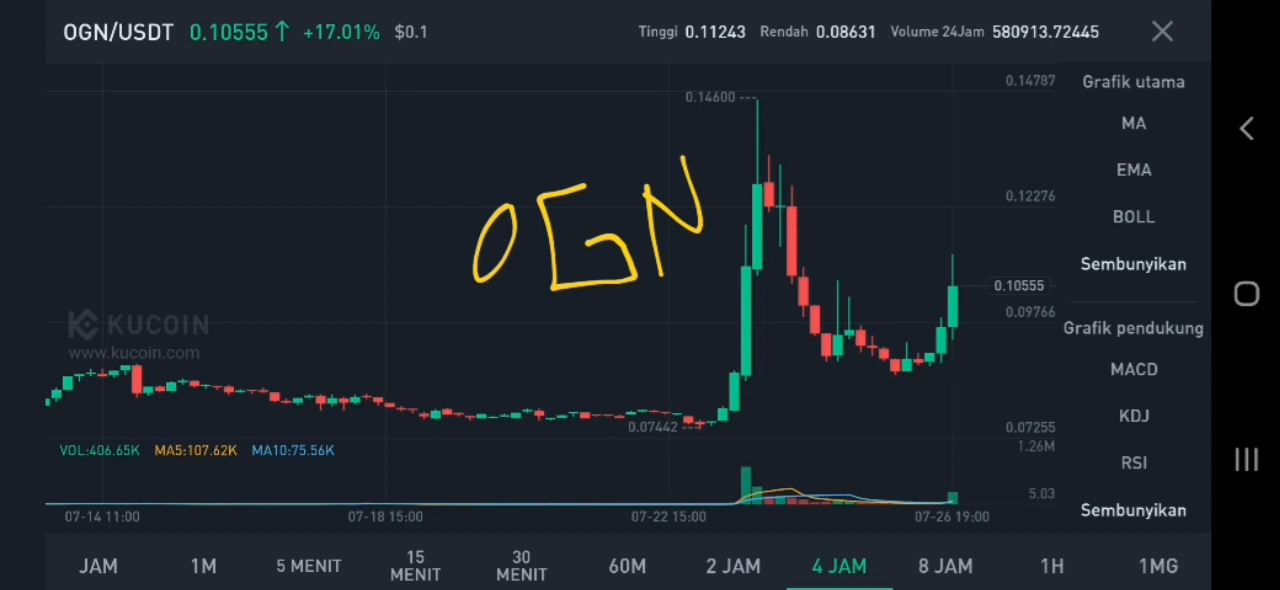 OGN/USDT 0.10555↑ +17.01% $0.1 Tinggi 0.11243 Rendah 0.08631 Volume 24Jam 580913.72445
0.14787
Grafik utama
0.14600
MA
EMA
0.12276
BOLL
OGN
Sembunyikan
0.10555
0.09766
KUCOIN
www.kucoin.com
Grafik pendukung
MACD
KDJ
0.07442
0.07255
VOL:406.65K MA5:107.62K MA10:75.56K
1.26M
RSI
5.03
Sembunyikan
07-14 11:00 07-18 15:00 07-22 15:00 07-26 19:00
JAM 1M 5 MENIT 15 MENIT 30 MENIT 60M 2 JAM 4 JAM 8 JAM 1H 1MG